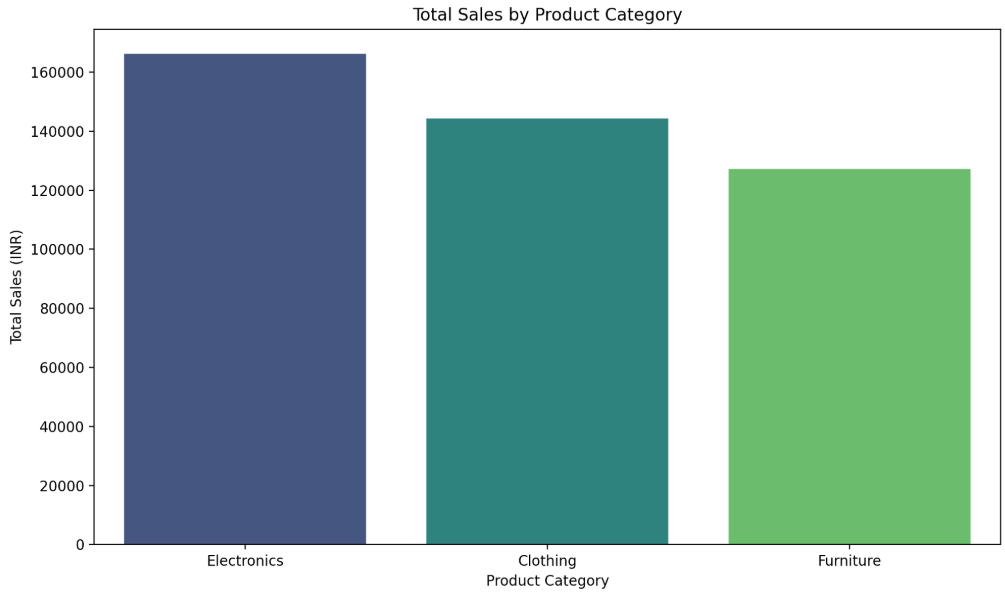 Total Sales by Product Category
Total Sales (INR)
160000
140000
120000
100000
80000
60000
40000
20000
0
Electronics Clothing Furniture
Product Category